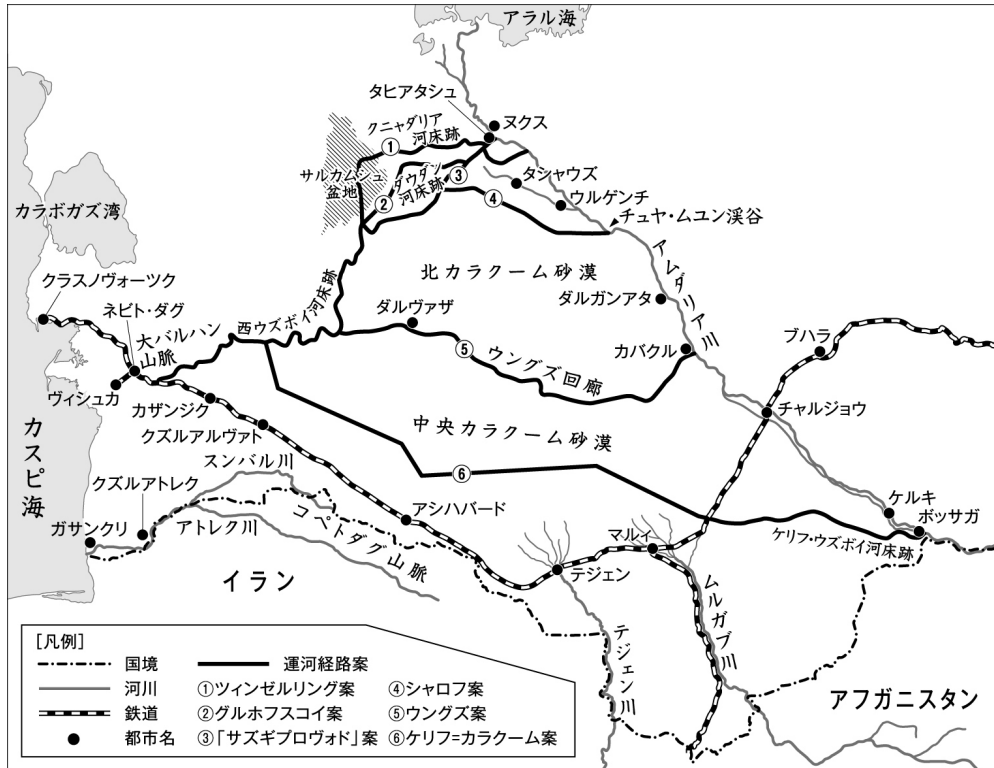 アラル海
タヒアタシュ
ヌクス
クニャダリア
河床跡
①
サルカムシュ
盆地
ダウダン
河床跡
②
③
④
タシャウズ
ウルゲンチ
チュヤ・ムユン渓谷
カラボガズ湾
アムダリア川
北カラクーム砂漠
クラスノヴォーツク
ネビト・ダグ
大バルハン
山脈
西ウズボイ河床跡
ダルヴァザ
ダルガンアタ
⑤
ウングズ回廊
カバクル
ブハラ
ヴィシュカ
カザンジク
クズルアルヴァト
中央カラクーム砂漠
チャルジョウ
カスピ海
スンバル川
⑥
クズルアトレク
ガサンクリ
アトレク川
コペトダグ山脈
アシハバード
ケルキ
ボッサガ
ケリフ・ウズボイ河床跡
マルィ
テジェン
イラン
ムルガブ川
テジェン川
アフガニスタン
[凡例]
国境
運河経路案
河川
①ツィンゼルリング案
④シャロフ案
鉄道
②グルホフスコイ案
⑤ウングズ案
都市名
③「サズギプロヴォド」案
⑥ケリフ=カラクーム案